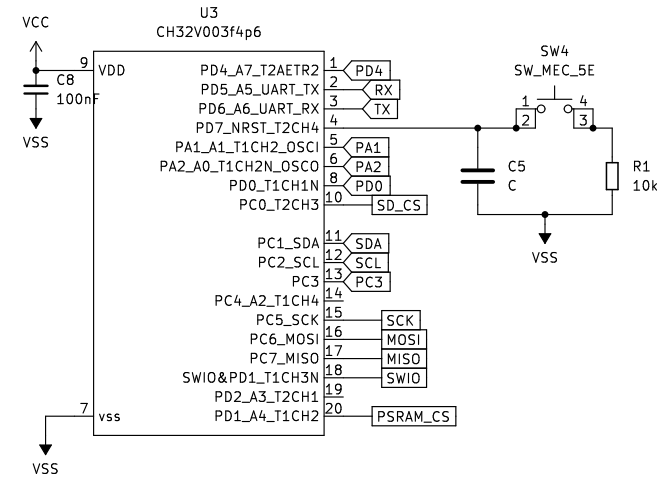 U3
CH32V003f4p6
VCC
C8
100nF
VSS
9 VDD
PD4_A7_T2AETR2 1 PD4
PD5_A5_UART_TX 2 RX
PD6_A6_UART_RX 3 TX
PD7_NRST_T2CH4 4
PA1_A1_T1CH2_OSCI 5 PA1
PA2_A0_T1CH2N_OSCO 6 PA2
PD0_T1CH1N 8 PD0
PC0_T2CH3 10 SD_CS
PC1_SDA 11 SDA
PC2_SCL 12 SCL
PC3 13 PC3
PC4_A2_T1CH4 14
PC5_SCK 15 SCK
PC6_MOSI 16 MOSI
PC7_MISO 17 MISO
SWIO&PD1_T1CH3N 18 SWIO
PD2_A3_T2CH1 19
PD1_A4_T1CH2 20 PSRAM_CS
7 vss
VSS
SW4
SW_MEC_5E
1 4
2 3
C5
C
R1
10k
VSS